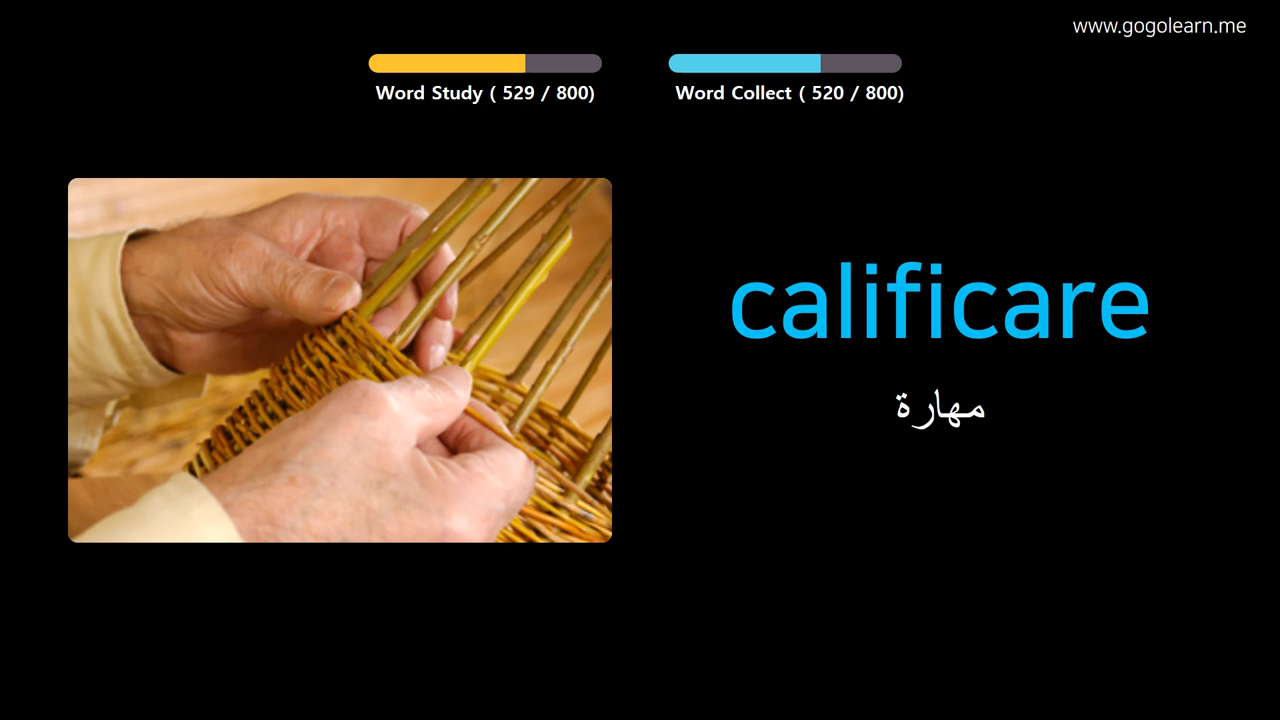 www.gogolearn.me
Word Study ( 529 / 800)
Word Collect ( 520 / 800)
calificare
مهارة